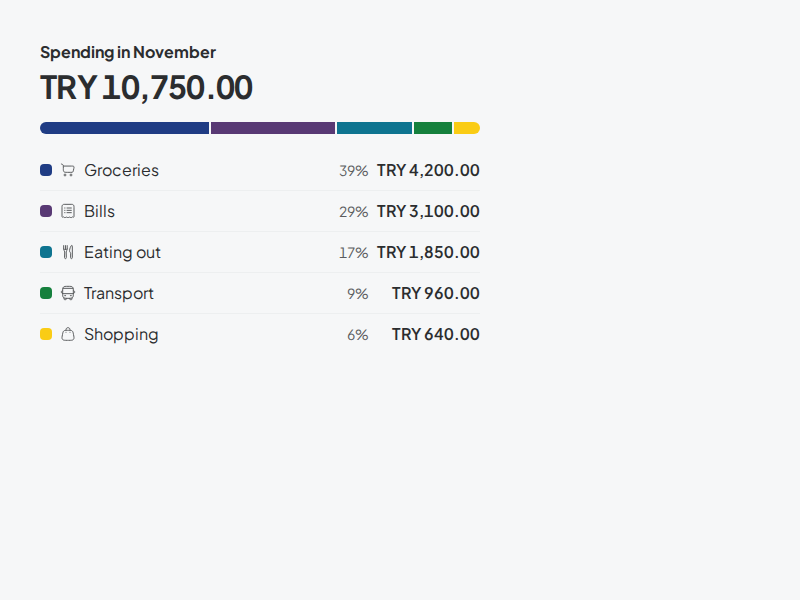 Spending in November
TRY 10,750.00
Groceries 39% TRY 4,200.00
Bills 29% TRY 3,100.00
Eating out 17% TRY 1,850.00
Transport 9% TRY 960.00
Shopping 6% TRY 640.00